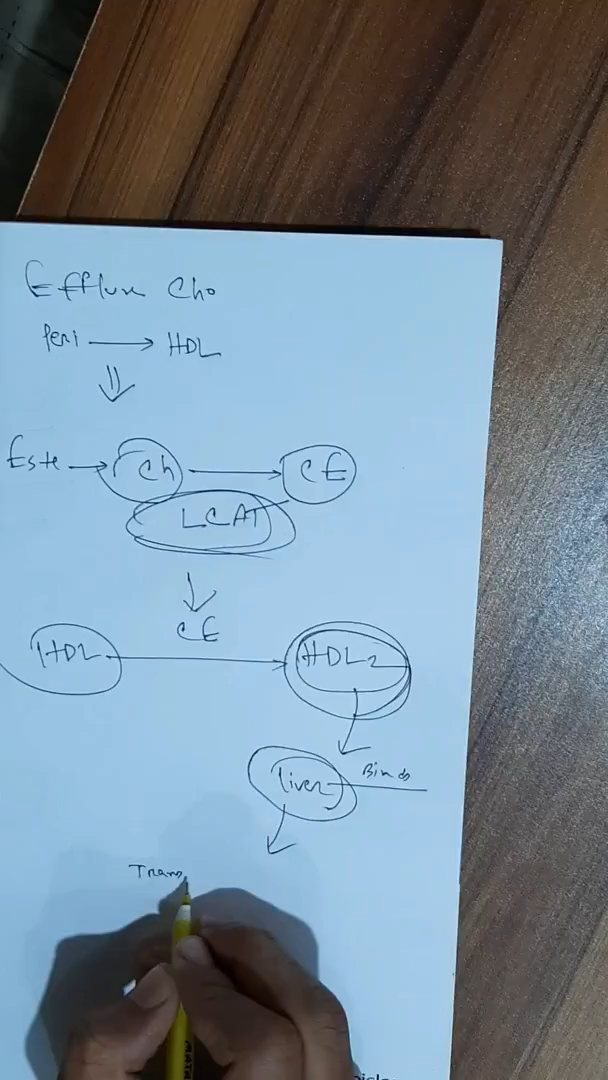 Efflux Cho
Peri → HDL
Este → Ch → CE
LCAT
CE
HDL → HDL2
liver Binds
Trans